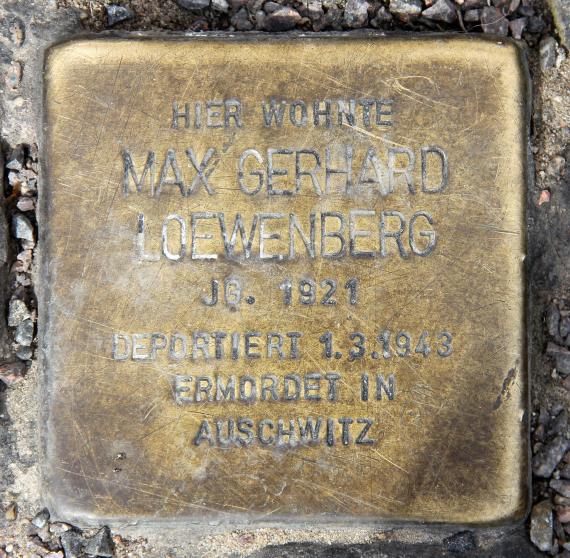 HIER WOHNTE
MAX GERHARD
LOEWENBERG
JG. 1921
DEPORTIERT 1.3.1943
ERMORDET IN
AUSCHWITZ